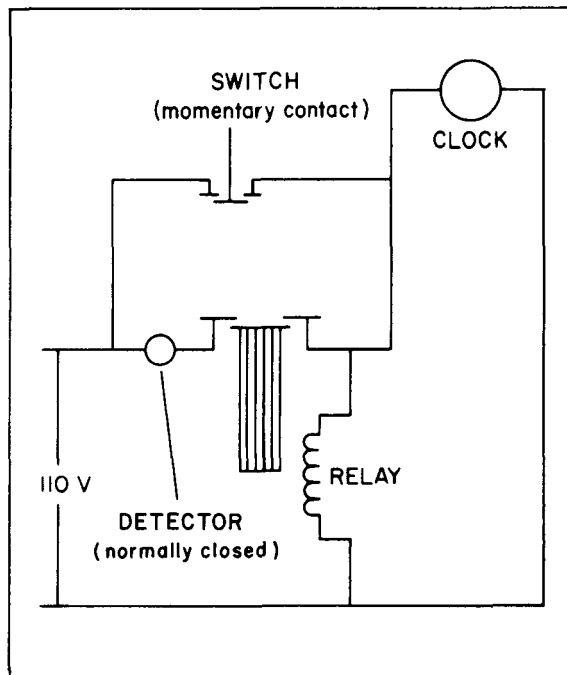 SWITCH
(momentary contact)
CLOCK
110 V
RELAY
DETECTOR
(normally closed)